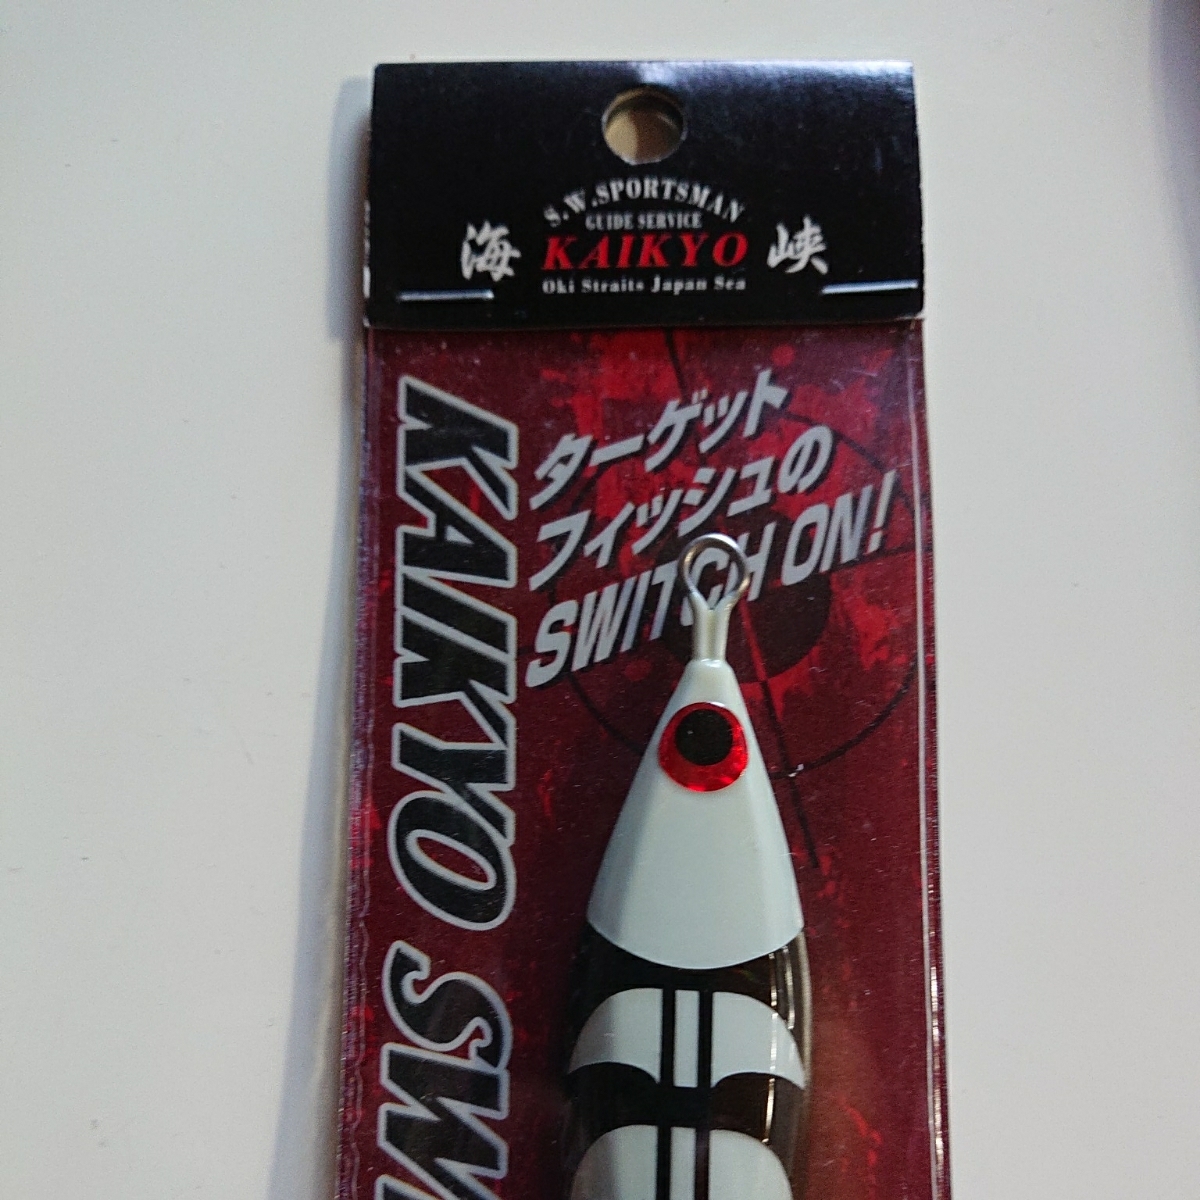 S.W.SPORTSMAN
GUIDE SERVICE
海 KAIKYO 峡
Oki Straits Japan Sea
ターゲット
フィッシュの
SWITCH ON!
KAIKYO SW